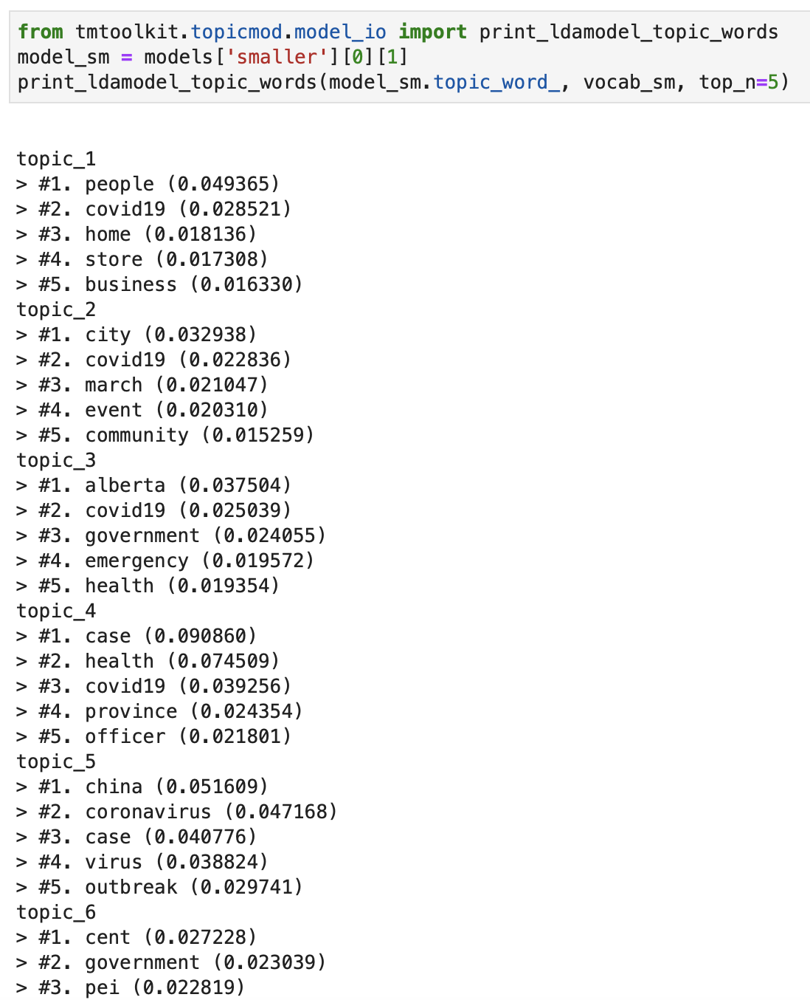 from tmtoolkit.topicmod.model_io import print_ldamodel_topic_words
model_sm = models['smaller'][0][1]
print_ldamodel_topic_words(model_sm.topic_word_, vocab_sm, top_n=5)
topic_1
> #1. people (0.049365)
> #2. covid19 (0.028521)
> #3. home (0.018136)
> #4. store (0.017308)
> #5. business (0.016330)
topic_2
> #1. city (0.032938)
> #2. covid19 (0.022836)
> #3. march (0.021047)
> #4. event (0.020310)
> #5. community (0.015259)
topic_3
> #1. alberta (0.037504)
> #2. covid19 (0.025039)
> #3. government (0.024055)
> #4. emergency (0.019572)
> #5. health (0.019354)
topic_4
> #1. case (0.090860)
> #2. health (0.074509)
> #3. covid19 (0.039256)
> #4. province (0.024354)
> #5. officer (0.021801)
topic_5
> #1. china (0.051609)
> #2. coronavirus (0.047168)
> #3. case (0.040776)
> #4. virus (0.038824)
> #5. outbreak (0.029741)
topic_6
> #1. cent (0.027228)
> #2. government (0.023039)
> #3. pei (0.022819)